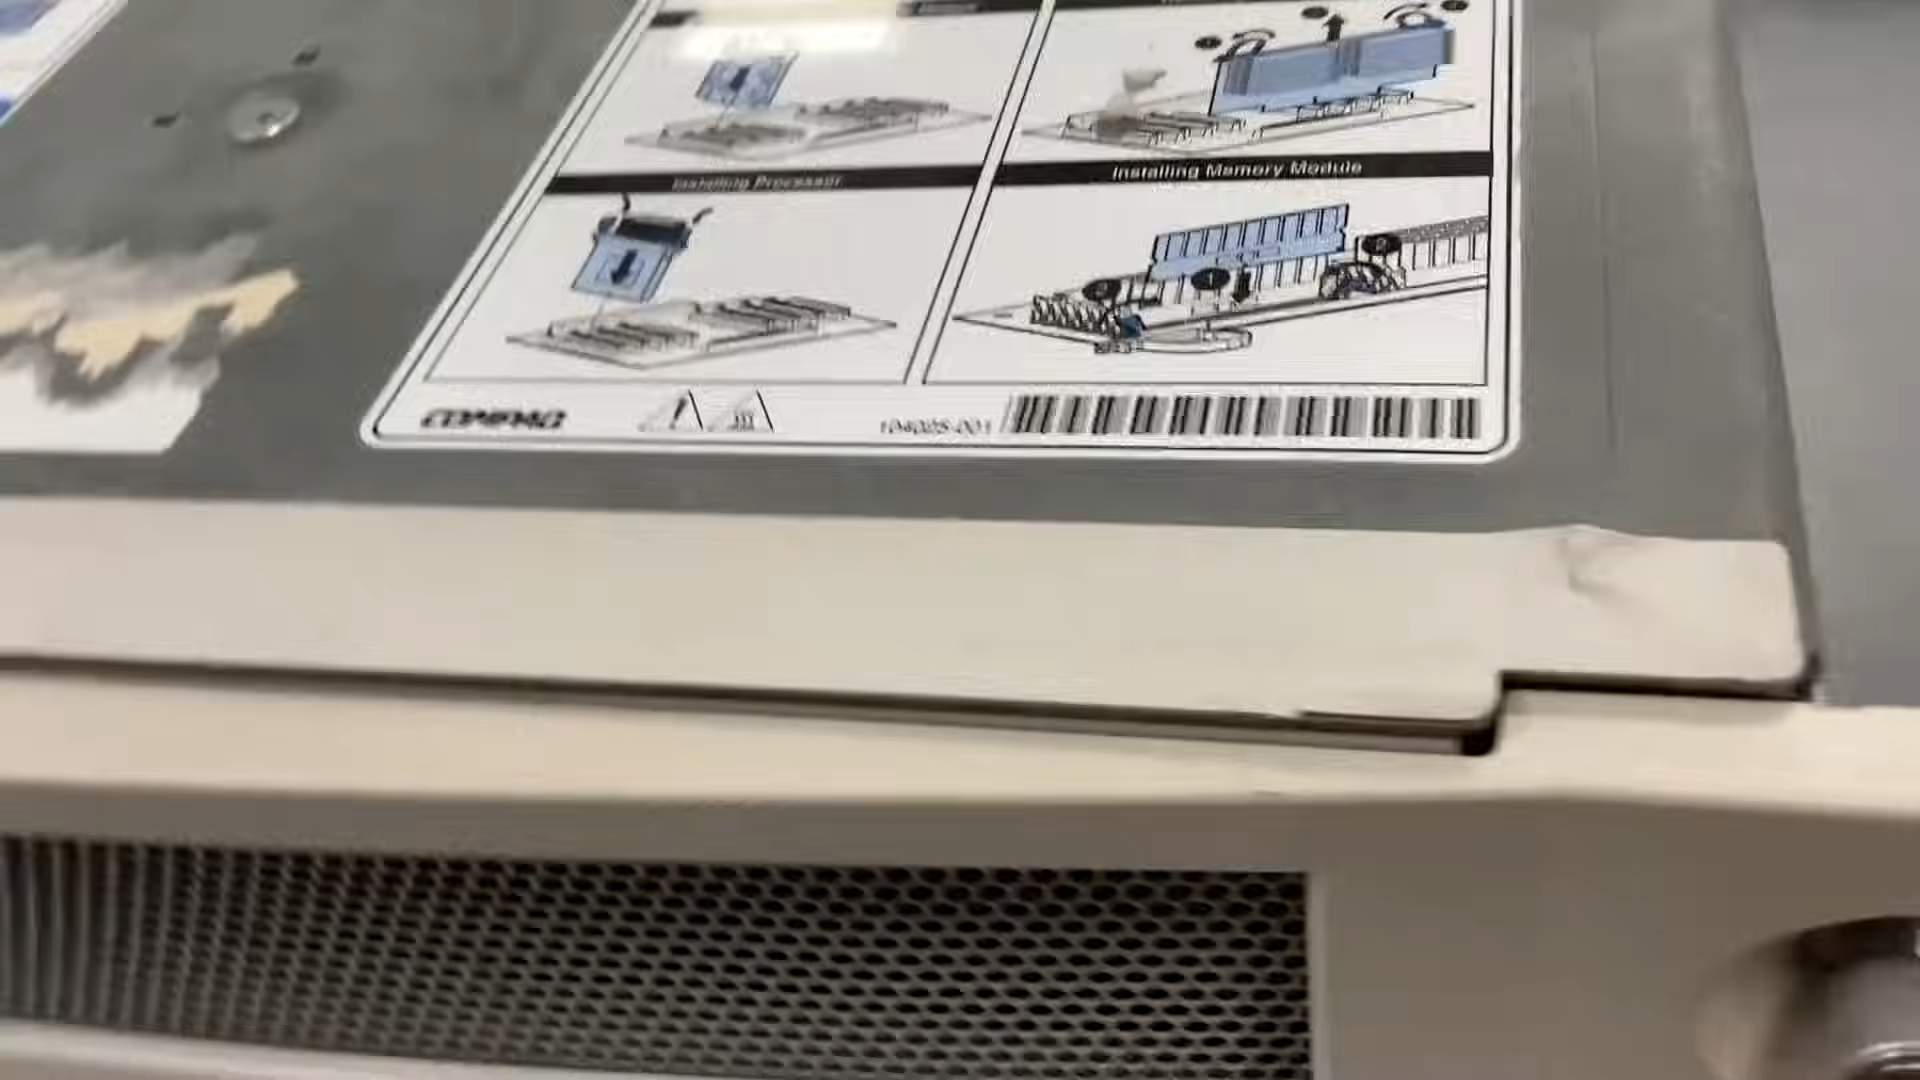 Installing Memory Module
Installing Processor
COMPAQ
104025-001